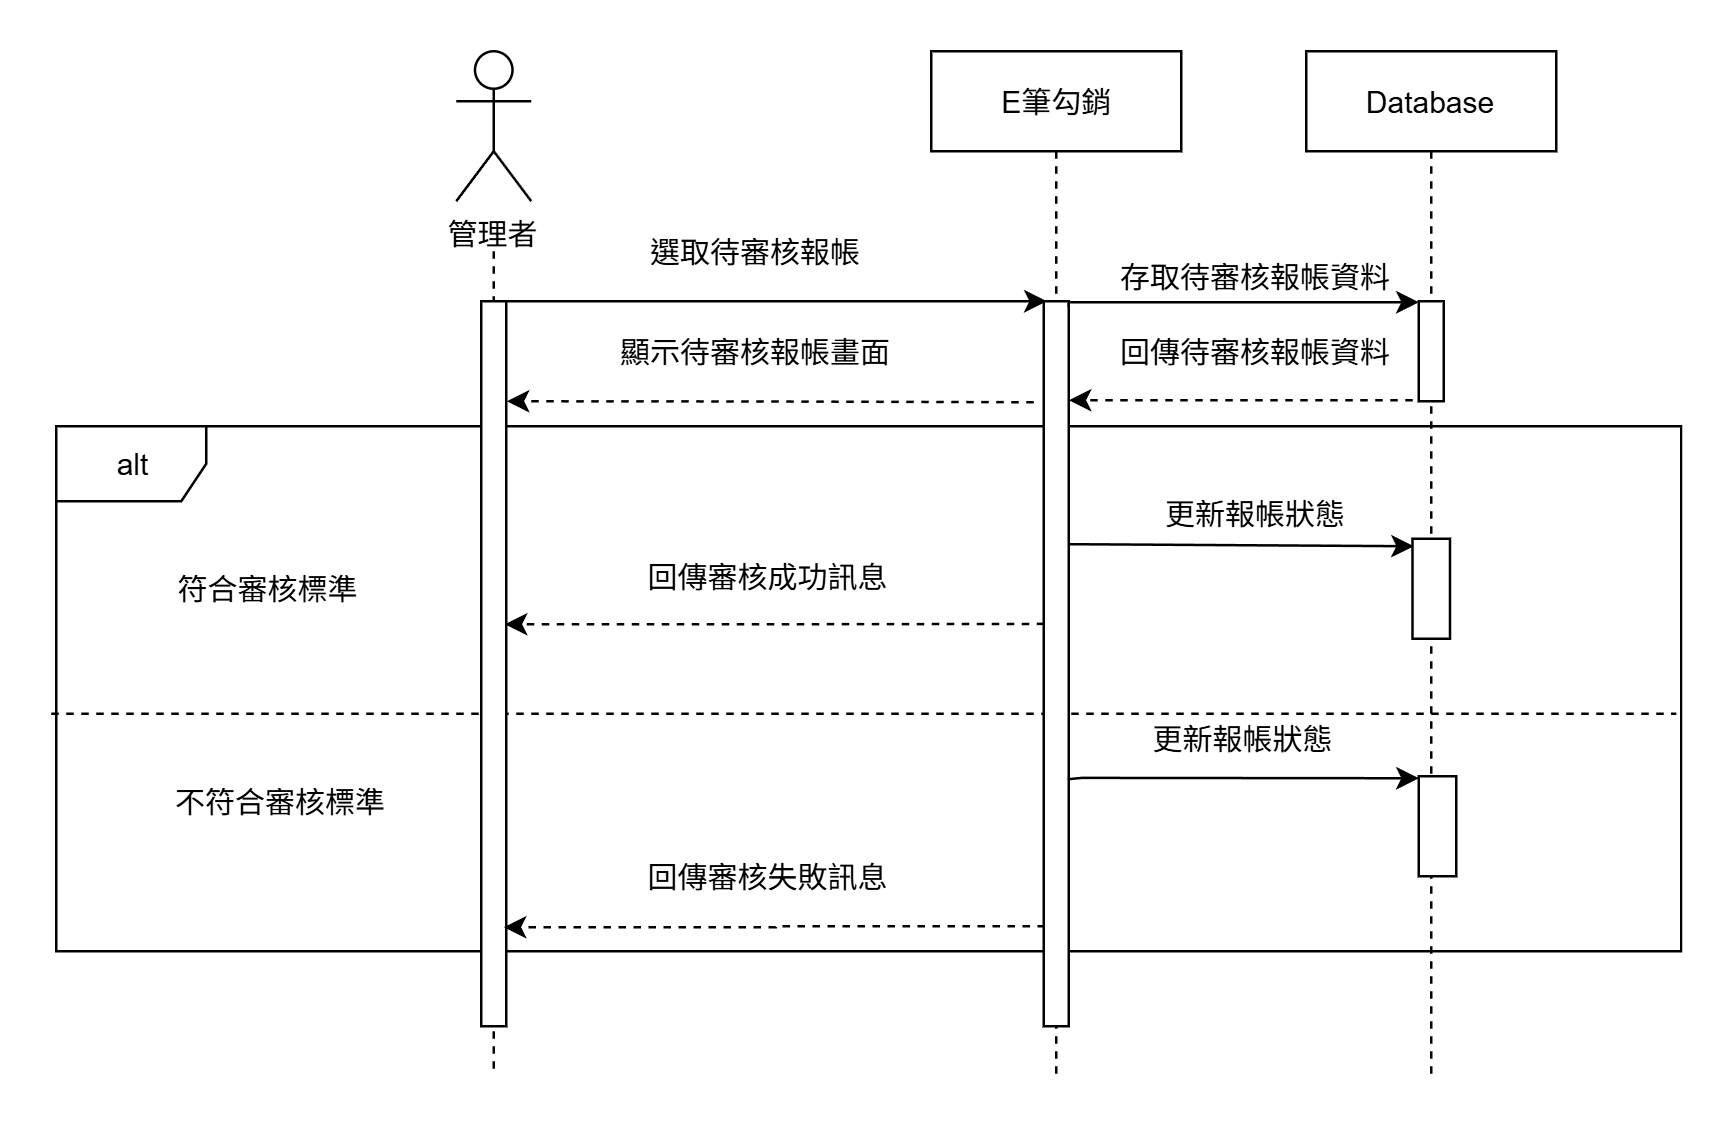 E筆勾銷
Database
管理者
選取待審核報帳
存取待審核報帳資料
顯示待審核報帳畫面
回傳待審核報帳資料
alt
更新報帳狀態
回傳審核成功訊息
符合審核標準
更新報帳狀態
不符合審核標準
回傳審核失敗訊息